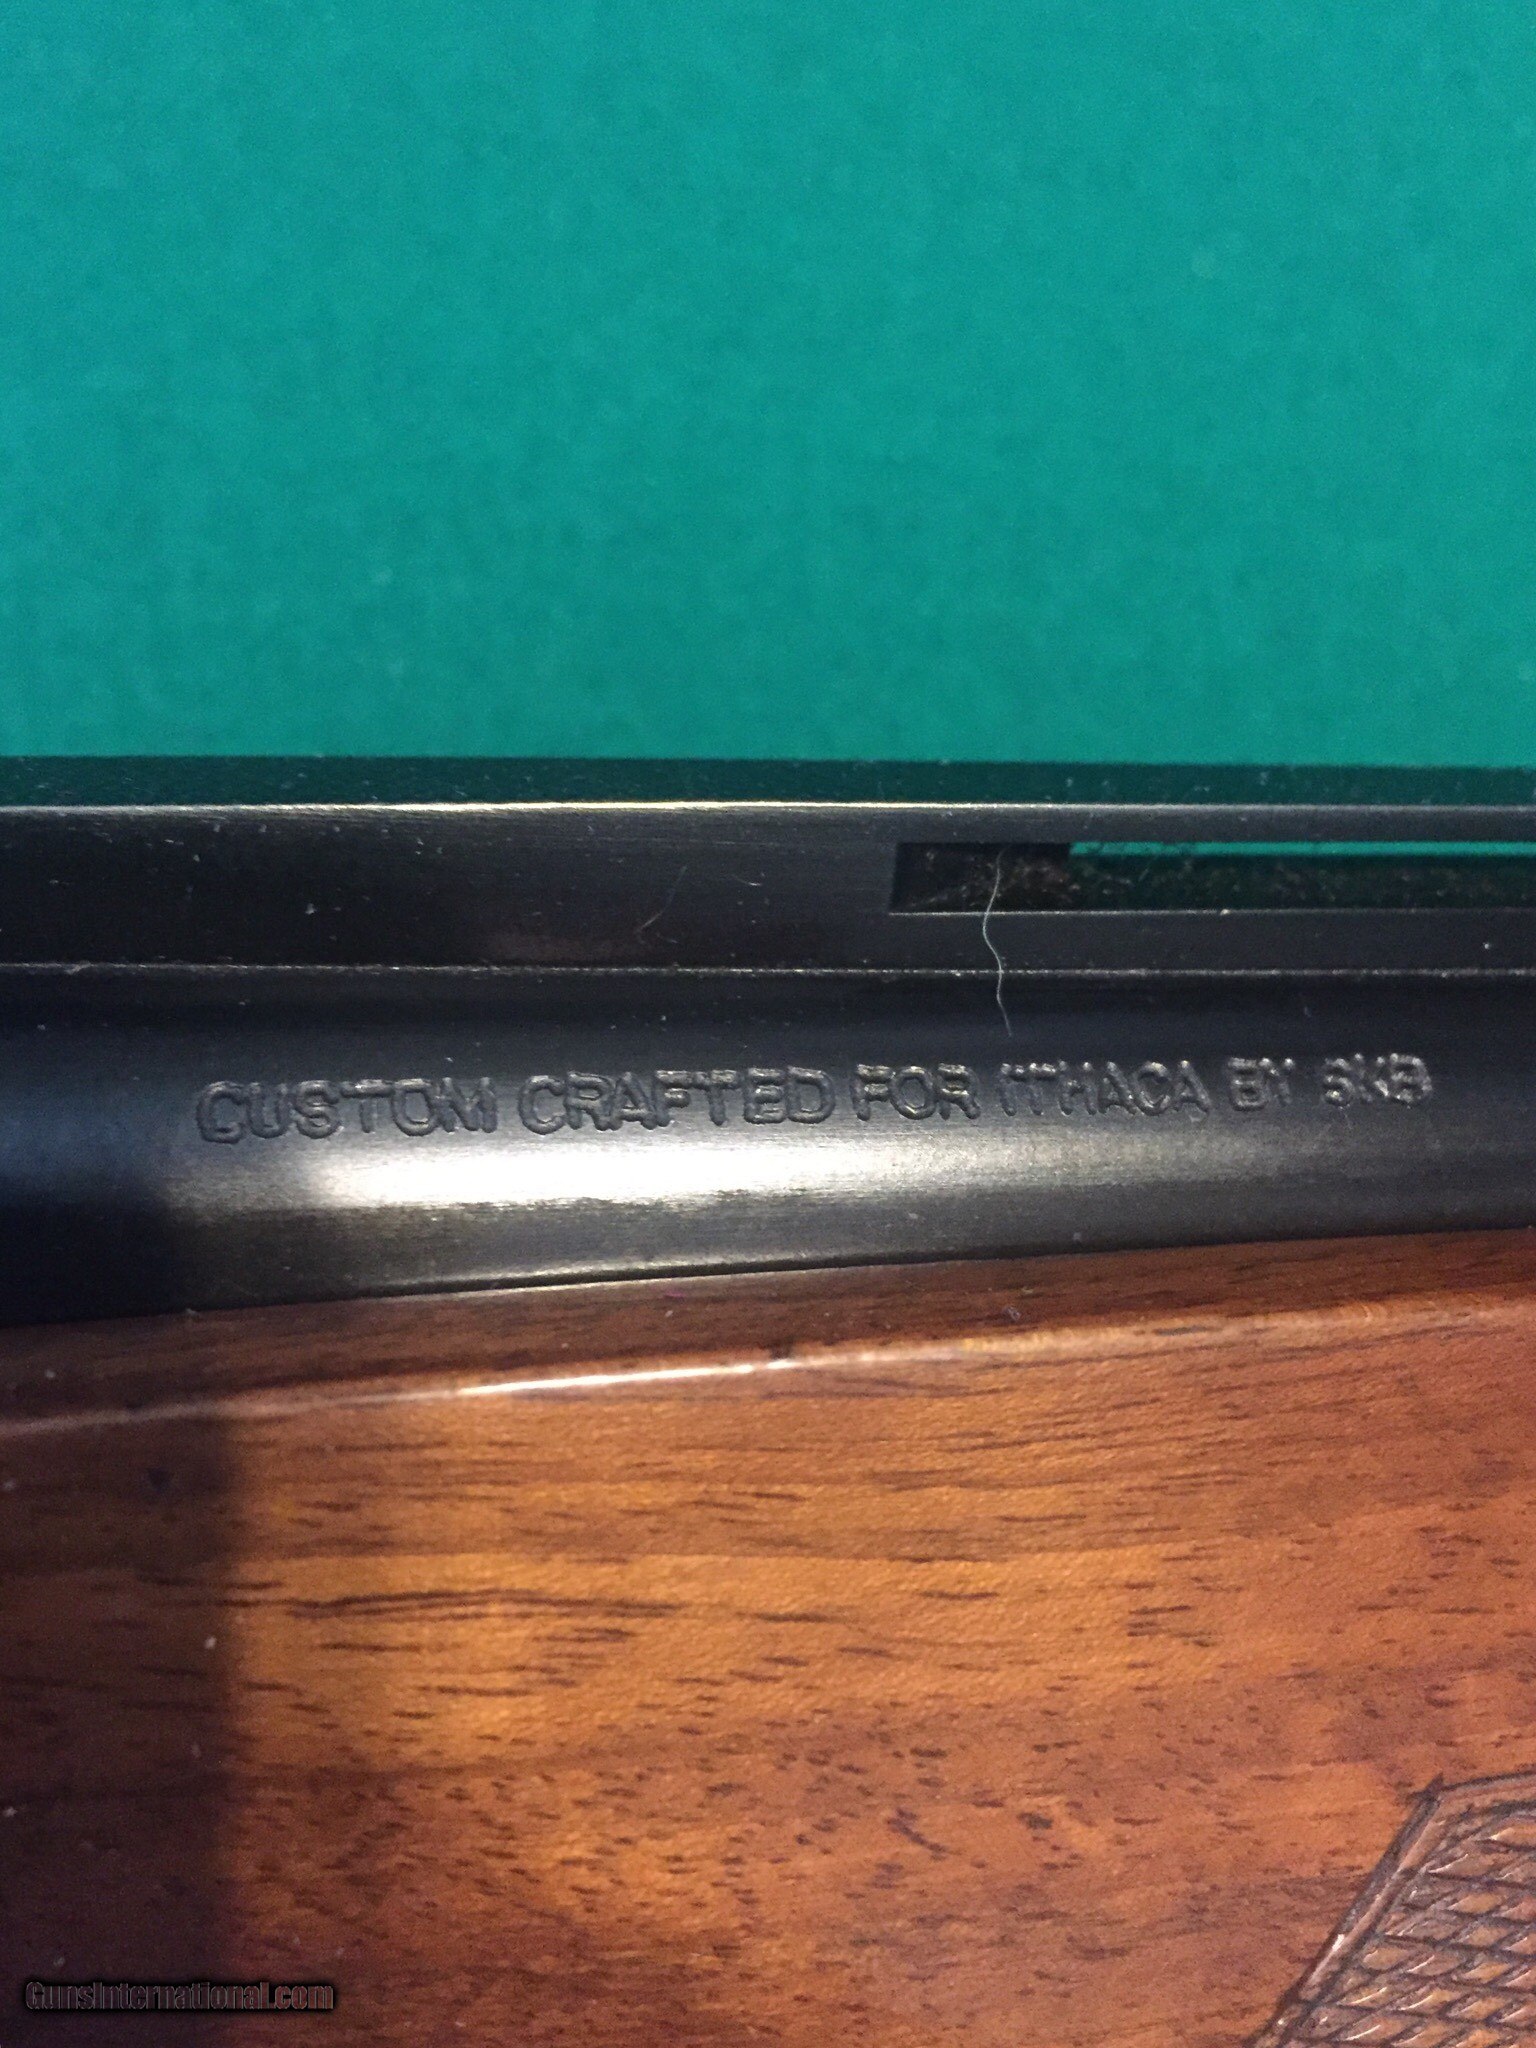 CUSTOM CRAFTED FOR ITHACA BY SKB
GunsInternational.com